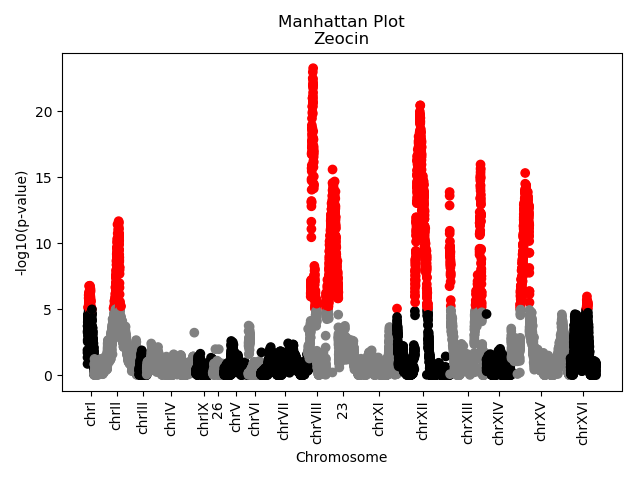 Manhattan Plot
Zeocin
-log10(p-value)
20
15
10
5
0
chrI
chrII
chrIII
chrIV
chrIX
26
chrV
chrVI
chrVII
chrVIII
23
chrXI
chrXII
chrXIII
chrXIV
chrXV
chrXVI
Chromosome